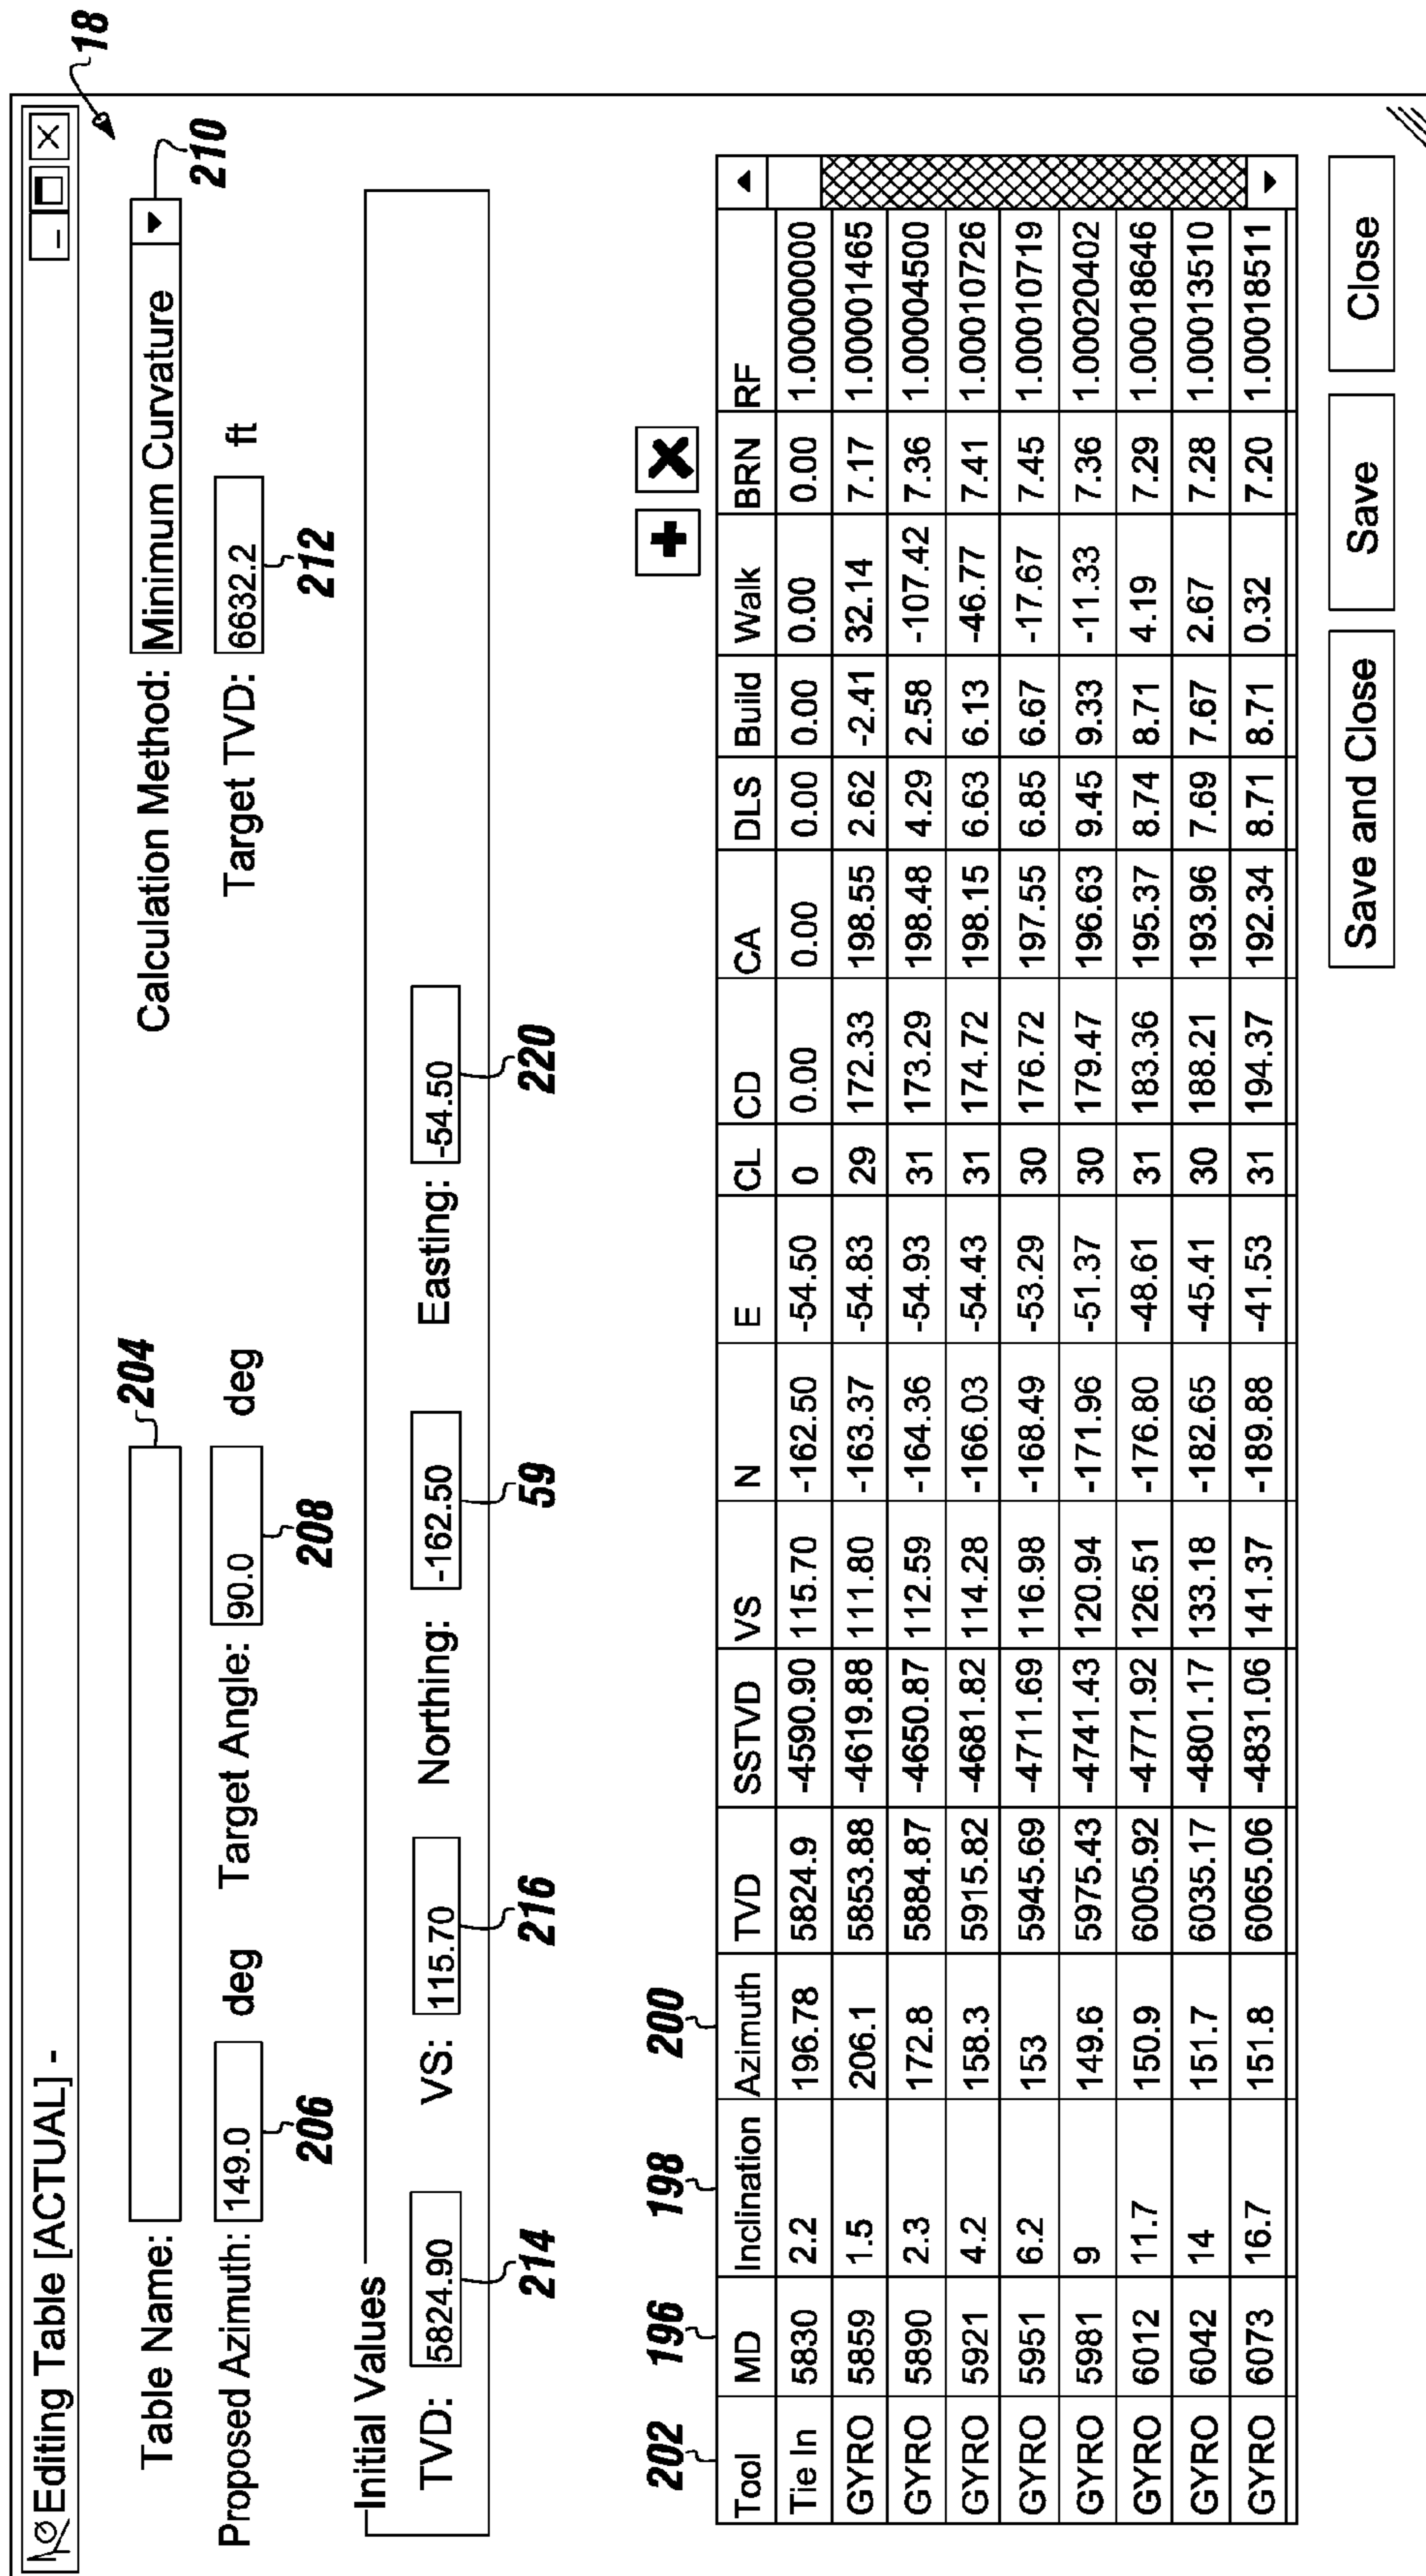 Editing Table [ACTUAL] -
18
Table Name:
204
Calculation Method: Minimum Curvature
210
Proposed Azimuth: 149.0 deg Target Angle: 90.0 deg Target TVD: 6632.2 ft
206 208 212
Initial Values
TVD: 5824.90 VS: 115.70 Northing: -162.50 Easting: -54.50
214 216 59 220
202 196 198 200
Tool MD Inclination Azimuth TVD SSTVD VS N E CL CD CA DLS Build Walk BRN RF
Tie In 5830 2.2 196.78 5824.9 -4590.90 115.70 -162.50 -54.50 0 0.00 0.00 0.00 0.00 0.00 0.00 1.00000000
GYRO 5859 1.5 206.1 5853.88 -4619.88 111.80 -163.37 -54.83 29 172.33 198.55 2.62 -2.41 32.14 7.17 1.00001465
GYRO 5890 2.3 172.8 5884.87 -4650.87 112.59 -164.36 -54.93 31 173.29 198.48 4.29 2.58 -107.42 7.36 1.00004500
GYRO 5921 4.2 158.3 5915.82 -4681.82 114.28 -166.03 -54.43 31 174.72 198.15 6.63 6.13 -46.77 7.41 1.00010726
GYRO 5951 6.2 153 5945.69 -4711.69 116.98 -168.49 -53.29 30 176.72 197.55 6.85 6.67 -17.67 7.45 1.00010719
GYRO 5981 9 149.6 5975.43 -4741.43 120.94 -171.96 -51.37 30 179.47 196.63 9.45 9.33 -11.33 7.36 1.00020402
GYRO 6012 11.7 150.9 6005.92 -4771.92 126.51 -176.80 -48.61 31 183.36 195.37 8.74 8.71 4.19 7.29 1.00018646
GYRO 6042 14 151.7 6035.17 -4801.17 133.18 -182.65 -45.41 30 188.21 193.96 7.69 7.67 2.67 7.28 1.00013510
GYRO 6073 16.7 151.8 6065.06 -4831.06 141.37 -189.88 -41.53 31 194.37 192.34 8.71 8.71 0.32 7.20 1.00018511
Save and Close Save Close